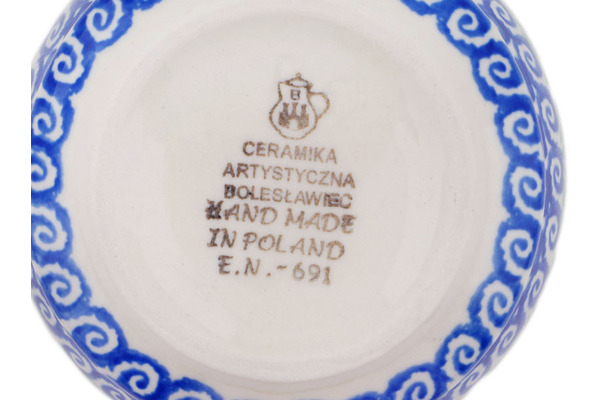 B
CERAMIKA
ARTYSTYCZNA
BOLESŁAWIEC
HAND MADE
IN POLAND
E.N.-691